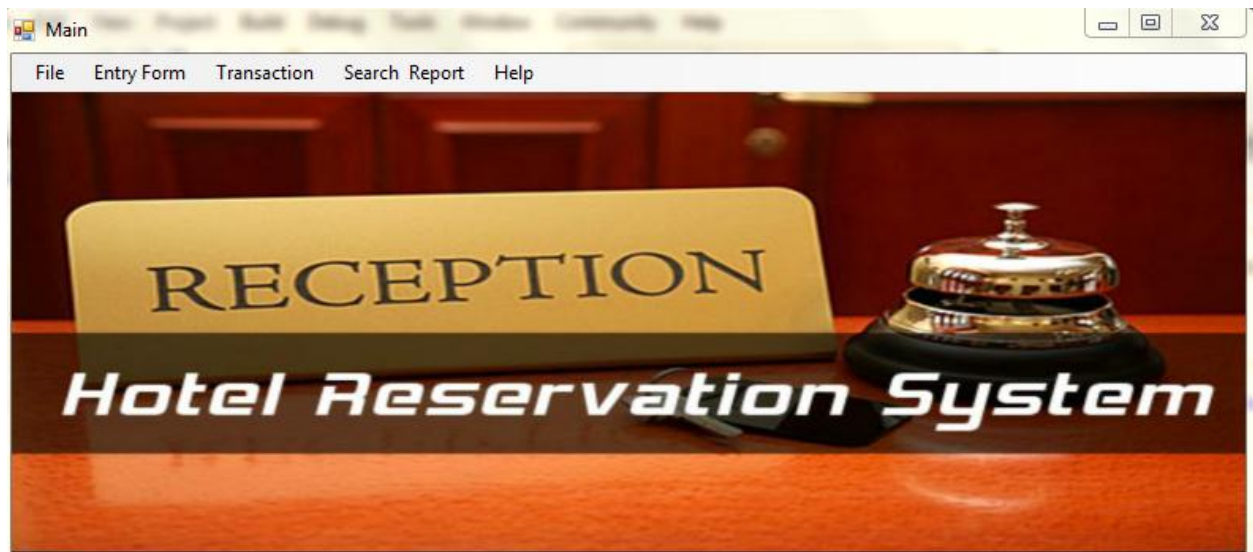 Main
File Entry Form Transaction Search Report Help
RECEPTION
Hotel Reservation System